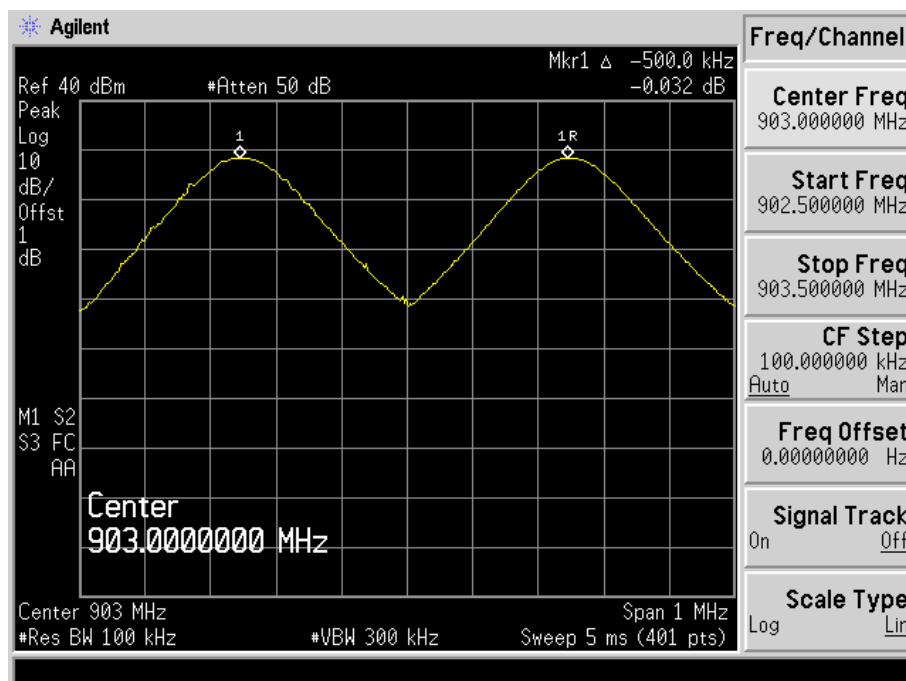 Agilent
Freq/Channel
Mkr1 Δ -500.0 kHz
Ref 40 dBm #Atten 50 dB -0.032 dB
Peak
Log
10
dB/
Offst
1
dB
1
1R
M1 S2
S3 FC
AA
Center
903.0000000 MHz
Center 903 MHz Span 1 MHz
#Res BW 100 kHz #VBW 300 kHz Sweep 5 ms (401 pts)
Center Freq
903.000000 MHz
Start Freq
902.500000 MHz
Stop Freq
903.500000 MHz
CF Step
100.000000 kHz
Auto Man
Freq Offset
0.00000000 Hz
Signal Track
On Off
Scale Type
Log Lin